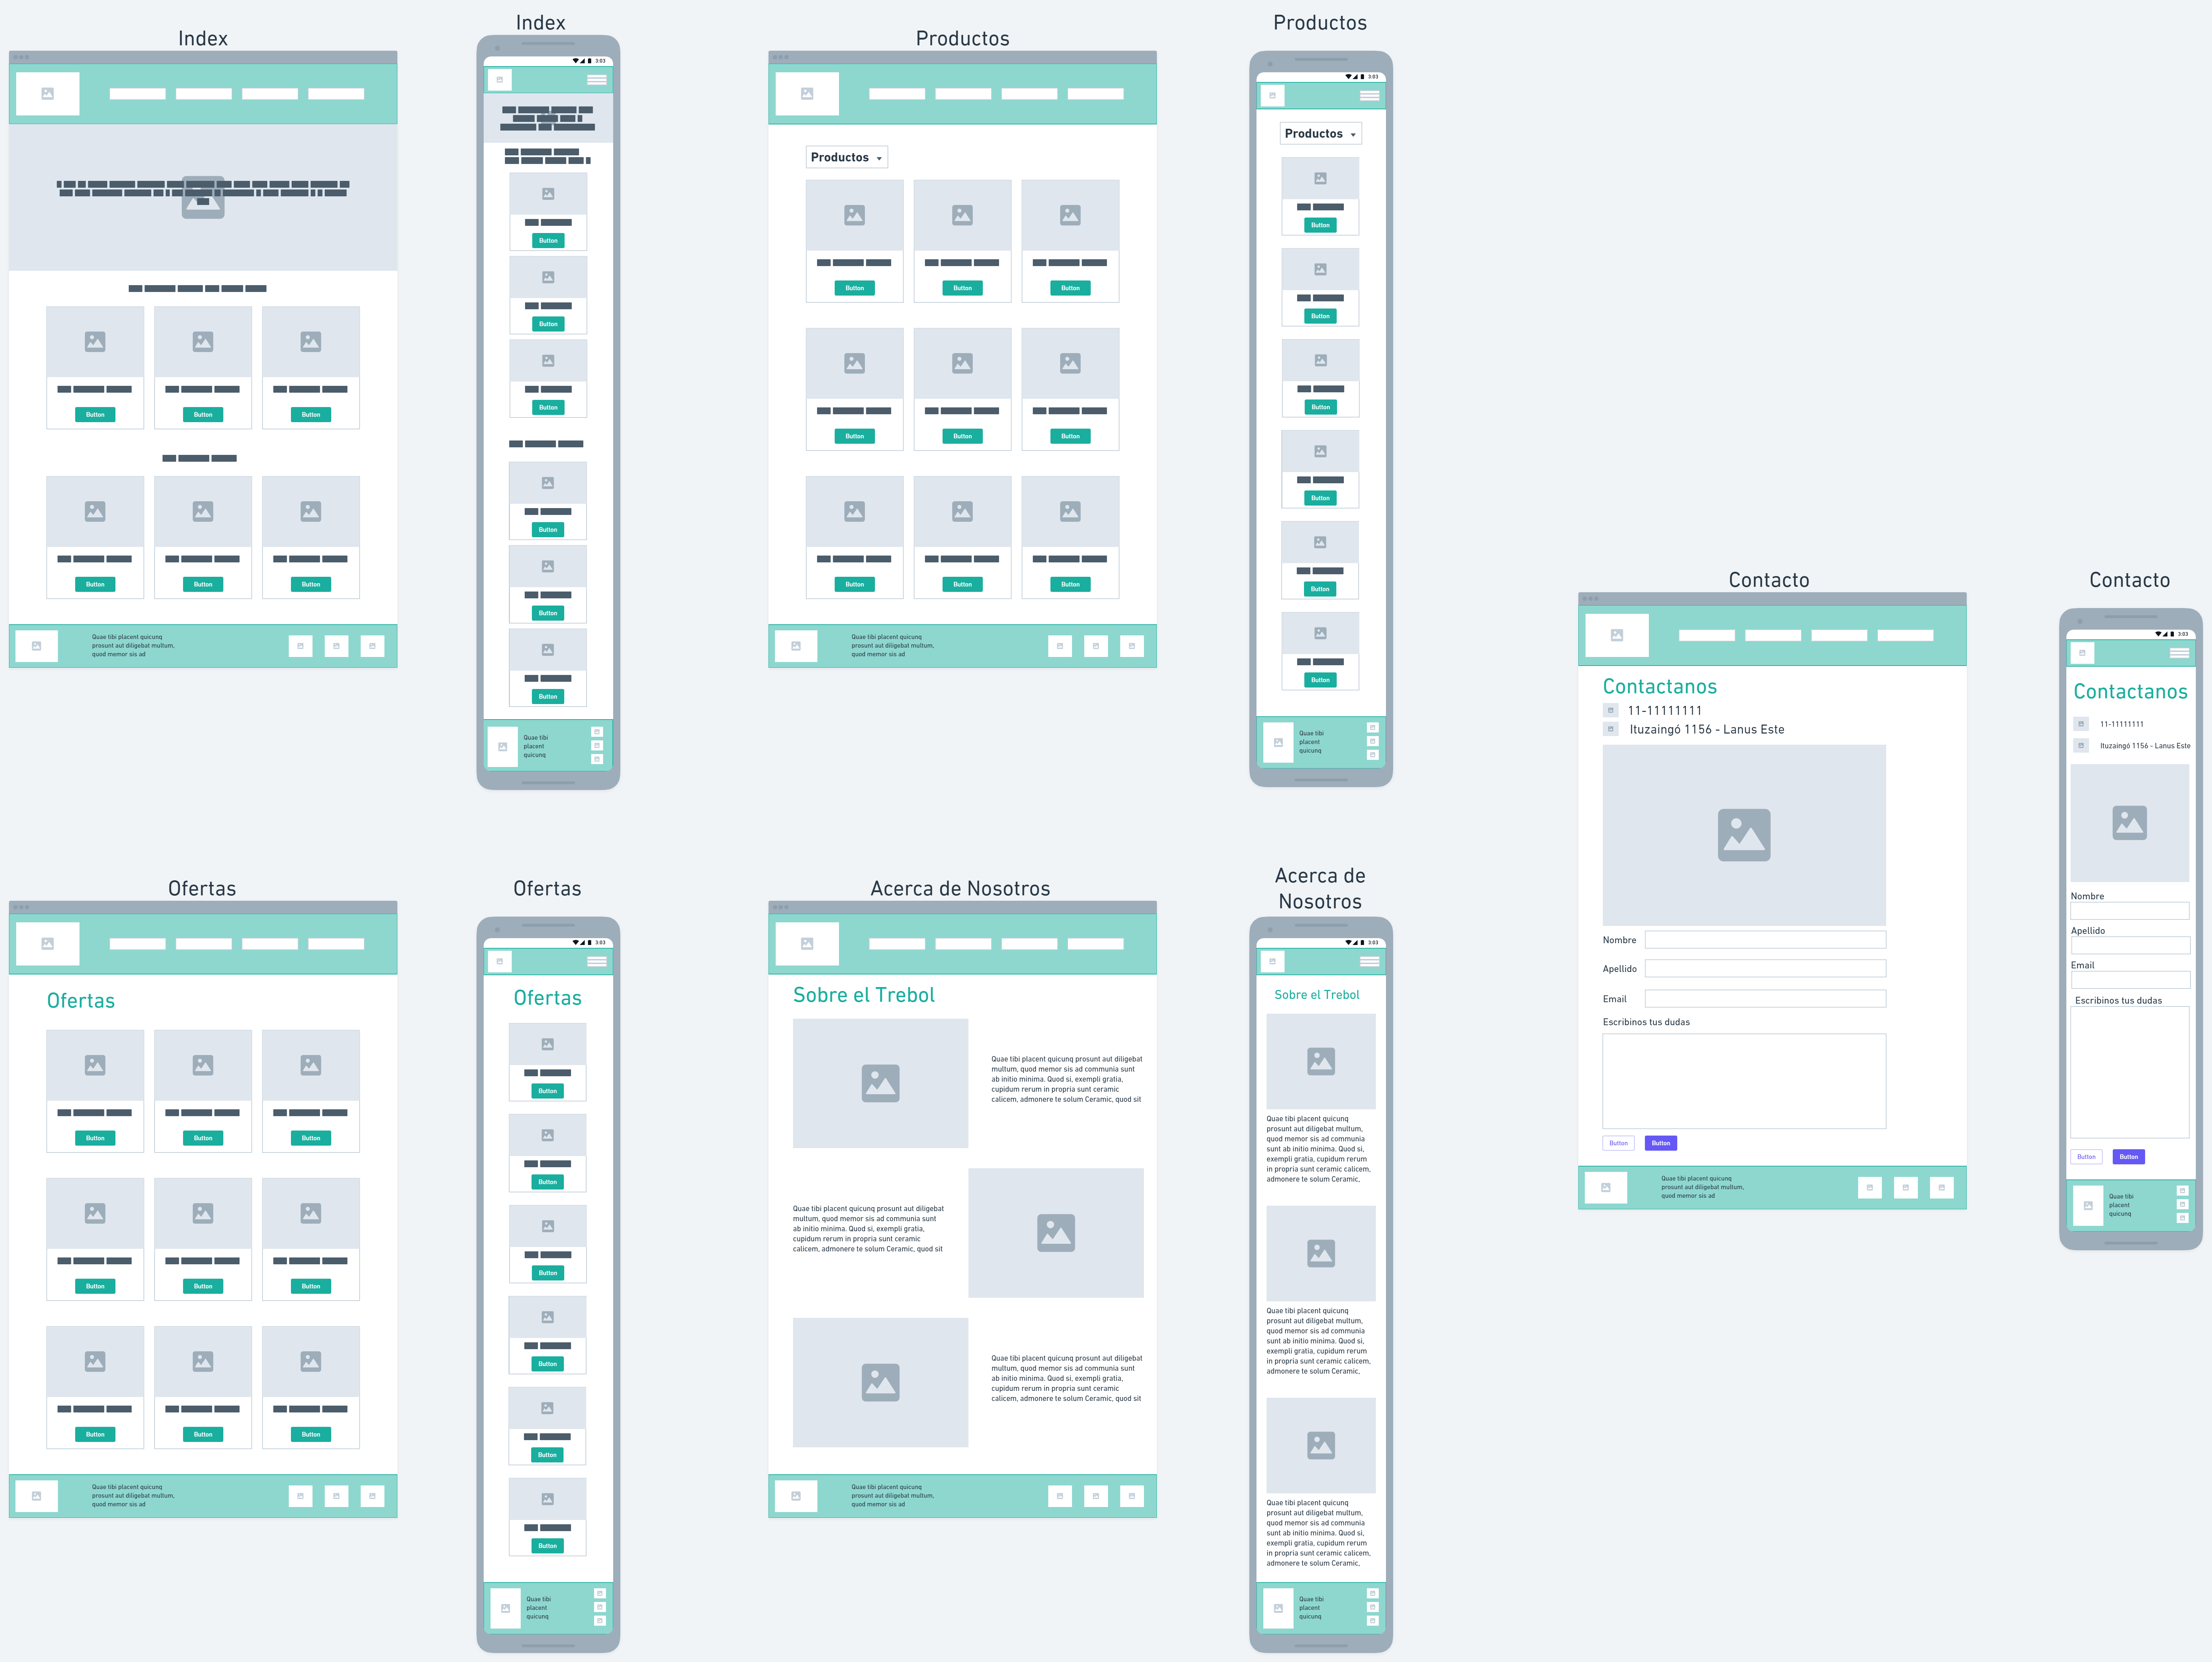 Index
Button
Button
Button
Button
Button
Button
Quae tibi placent quicunq
prosunt aut diligebat multum,
quod memor sis ad
Index
3:03
Button
Button
Button
Button
Button
Button
Quae tibi
placent
quicunq
Productos
Productos
Button
Button
Button
Button
Button
Button
Button
Button
Button
Quae tibi placent quicunq
prosunt aut diligebat multum,
quod memor sis ad
Productos
3:03
Productos
Button
Button
Button
Button
Button
Button
Quae tibi
placent
quicunq
Contacto
Contactanos
11-11111111
Ituzaingó 1156 - Lanus Este
Nombre
Apellido
Email
Escribinos tus dudas
Button
Button
Quae tibi placent quicunq
prosunt aut diligebat multum,
quod memor sis ad
Contacto
3:03
Contactanos
11-11111111
Ituzaingó 1156 - Lanus Este
Nombre
Apellido
Email
Escribinos tus dudas
Button
Button
Quae tibi
placent
quicunq
Ofertas
Ofertas
Button
Button
Button
Button
Button
Button
Button
Button
Button
Quae tibi placent quicunq
prosunt aut diligebat multum,
quod memor sis ad
Ofertas
3:03
Ofertas
Button
Button
Button
Button
Button
Button
Quae tibi
placent
quicunq
Acerca de Nosotros
Sobre el Trebol
Quae tibi placent quicunq prosunt aut diligebat
multum, quod memor sis ad communia sunt
ab initio minima. Quod si, exempli gratia,
cupidum rerum in propria sunt ceramic
calicem, admonere te solum Ceramic, quod sit
Quae tibi placent quicunq prosunt aut diligebat
multum, quod memor sis ad communia sunt
ab initio minima. Quod si, exempli gratia,
cupidum rerum in propria sunt ceramic
calicem, admonere te solum Ceramic, quod sit
Quae tibi placent quicunq prosunt aut diligebat
multum, quod memor sis ad communia sunt
ab initio minima. Quod si, exempli gratia,
cupidum rerum in propria sunt ceramic
calicem, admonere te solum Ceramic, quod sit
Quae tibi placent quicunq
prosunt aut diligebat multum,
quod memor sis ad
Acerca de
Nosotros
3:03
Sobre el Trebol
Quae tibi placent quicunq
prosunt aut diligebat multum,
quod memor sis ad communia
sunt ab initio minima. Quod si,
exempli gratia, cupidum rerum
in propria sunt ceramic calicem,
admonere te solum Ceramic,
Quae tibi placent quicunq
prosunt aut diligebat multum,
quod memor sis ad communia
sunt ab initio minima. Quod si,
exempli gratia, cupidum rerum
in propria sunt ceramic calicem,
admonere te solum Ceramic,
Quae tibi placent quicunq
prosunt aut diligebat multum,
quod memor sis ad communia
sunt ab initio minima. Quod si,
exempli gratia, cupidum rerum
in propria sunt ceramic calicem,
admonere te solum Ceramic,
Quae tibi
placent
quicunq